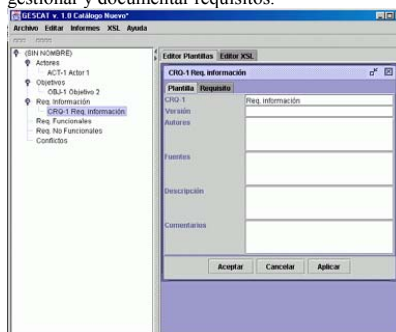 gestionar y documentar requisitos.
GESCAT v. 1.0 Catálogo Nuevo*
Archivo Editar Informes XSL Ayuda
(SIN NOMBRE)
Actores
ACT-1 Actor 1
Objetivos
OBJ-1 Objetivo 2
Req. Información
CRQ-1 Req. información
Req. Funcionales
Req. No Funcionales
Conflictos
Editor Plantillas Editor XSL
CRQ-1 Req. información
Plantilla Requisito
CRQ-1 Req. información
Versión
Autores
Fuentes
Descripción
Comentarios
Aceptar Cancelar Aplicar